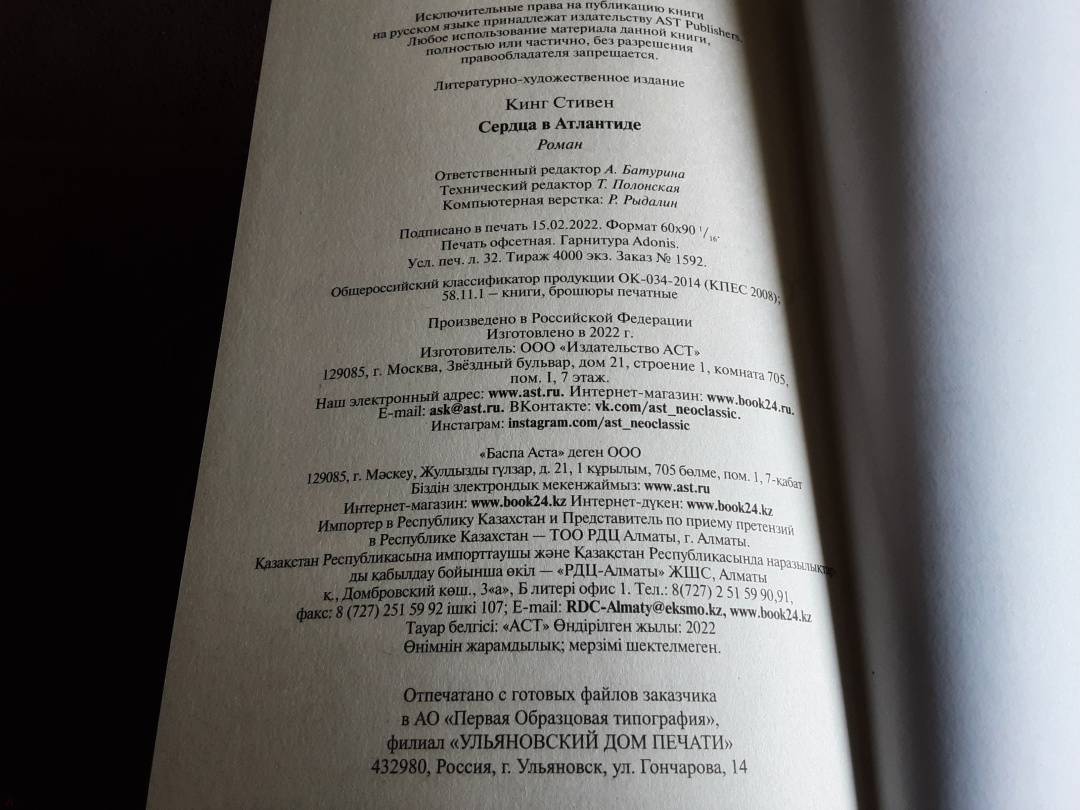 Исключительные права на публикацию книги
на русском языке принадлежат издательству AST Publishers.
Любое использование материала данной книги,
полностью или частично, без разрешения
правообладателя запрещается.
Литературно-художественное издание
Кинг Стивен
Сердца в Атлантиде
Роман
Ответственный редактор А. Батурина
Технический редактор Т. Полонская
Компьютерная верстка: Р. Рыдалин
Подписано в печать 15.02.2022. Формат 60x90 1/16.
Печать офсетная. Гарнитура Adonis.
Усл. печ. л. 32. Тираж 4000 экз. Заказ № 1592.
Общероссийский классификатор продукции ОК-034-2014 (КПЕС 2008);
58.11.1 – книги, брошюры печатные
Произведено в Российской Федерации
Изготовлено в 2022 г.
Изготовитель: ООО «Издательство АСТ»
129085, г. Москва, Звёздный бульвар, дом 21, строение 1, комната 705,
пом. I, 7 этаж.
Наш электронный адрес: www.ast.ru. Интернет-магазин: www.book24.ru.
E-mail: ask@ast.ru. ВКонтакте: vk.com/ast_neoclassic.
Инстаграм: instagram.com/ast_neoclassic
«Баспа Аста» деген ООО
129085, г. Мәскеу, Жулдызды гүлзар, д. 21, 1 құрылым, 705 бөлме, пом. 1, 7-қабат
Біздін злектрондык мекенжаймыз: www.ast.ru
Интернет-магазин: www.book24.kz Интернет-дүкен: www.book24.kz
Импортер в Республику Казахстан и Представитель по приему претензий
в Республике Казахстан — ТОО РДЦ Алматы, г. Алматы.
Қазақстан Республикасына импорттаушы және Қазақстан Республикасында наразылықтар-
ды қабылдау бойынша өкіл — «РДЦ-Алматы» ЖШС, Алматы
қ., Домбровский көш., 3«а», Б литері офис 1. Тел.: 8(727) 2 51 59 90,91,
факс: 8 (727) 251 59 92 ішкі 107; E-mail: RDC-Almaty@eksmo.kz, www.book24.kz
Тауар белгісі: «АСТ» Өндірілген жылы: 2022
Өнімнін жарамдылық; мерзімі шектелмеген.
Отпечатано с готовых файлов заказчика
в АО «Первая Образцовая типография»,
филиал «УЛЬЯНОВСКИЙ ДОМ ПЕЧАТИ»
432980, Россия, г. Ульяновск, ул. Гончарова, 14